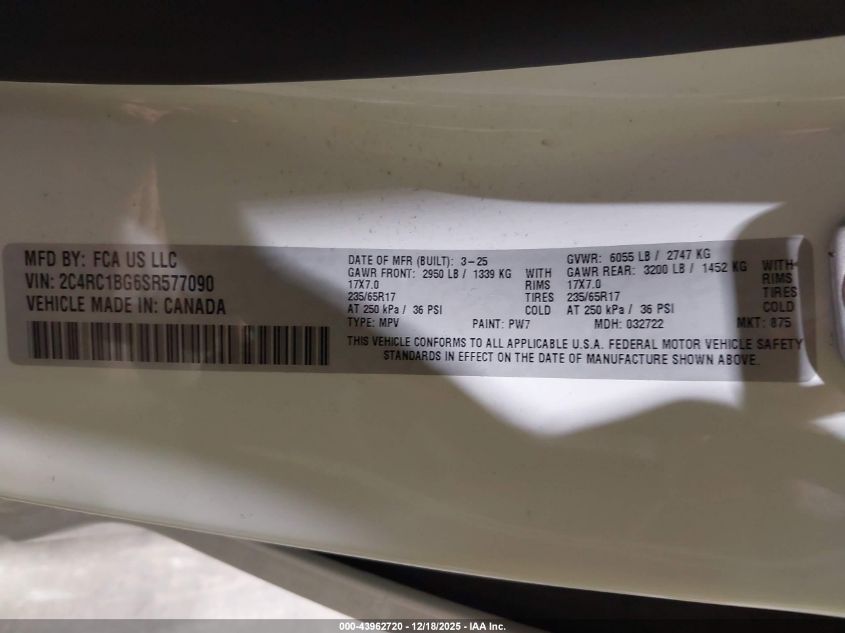 MFD BY: FCA US LLC
VIN: 2C4RC1BG6SR577090
VEHICLE MADE IN: CANADA
DATE OF MFR (BUILT): 3-25
GAWR FRONT: 2950 LB / 1339 KG WITH
17X7.0 RIMS
235/65R17 TIRES
AT 250 kPa / 36 PSI COLD
TYPE: MPV PAINT: PW7
GVWR: 6055 LB / 2747 KG
GAWR REAR: 3200 LB / 1452 KG WITH
17X7.0 RIMS
235/65R17 TIRES
AT 250 kPa / 36 PSI COLD
MDH: 032722 MKT: 875
THIS VEHICLE CONFORMS TO ALL APPLICABLE U.S.A. FEDERAL MOTOR VEHICLE SAFETY
STANDARDS IN EFFECT ON THE DATE OF MANUFACTURE SHOWN ABOVE.
000-43962720 - 12/18/2025 - IAA Inc.